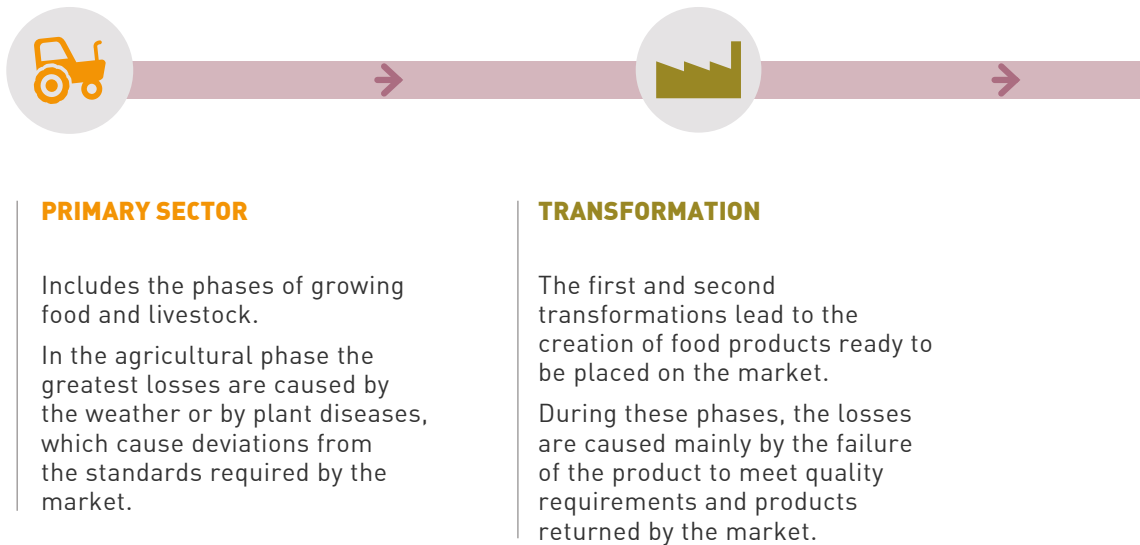 PRIMARY SECTOR
Includes the phases of growing
food and livestock.
In the agricultural phase the
greatest losses are caused by
the weather or by plant diseases,
which cause deviations from
the standards required by the
market.
TRANSFORMATION
The first and second
transformations lead to the
creation of food products ready to
be placed on the market.
During these phases, the losses
are caused mainly by the failure
of the product to meet quality
requirements and products
returned by the market.